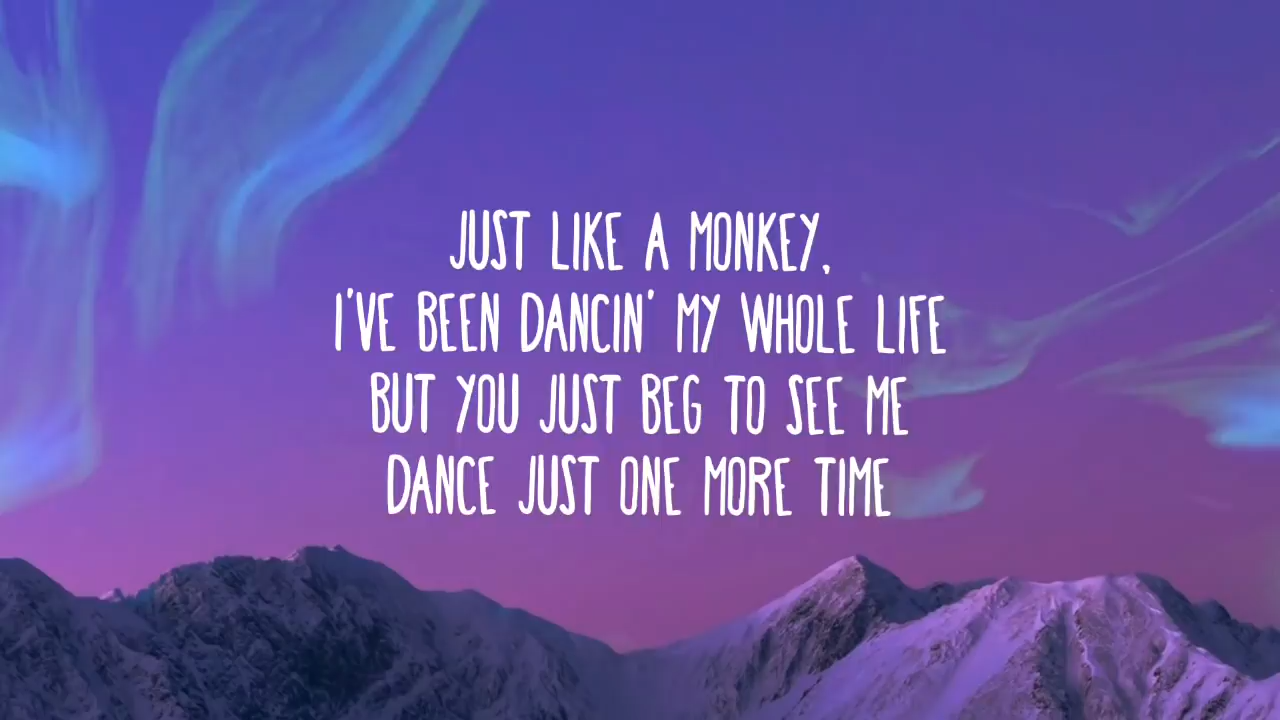 JUST LIKE A MONKEY,
I'VE BEEN DANCIN' MY WHOLE LIFE
BUT YOU JUST BEG TO SEE ME
DANCE JUST ONE MORE TIME